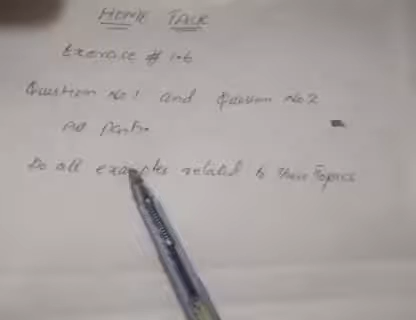 HOME TASK
Exercise # 1.6
Question No 1 and Question No 2
All Parts.
Do all examples related to these Topics